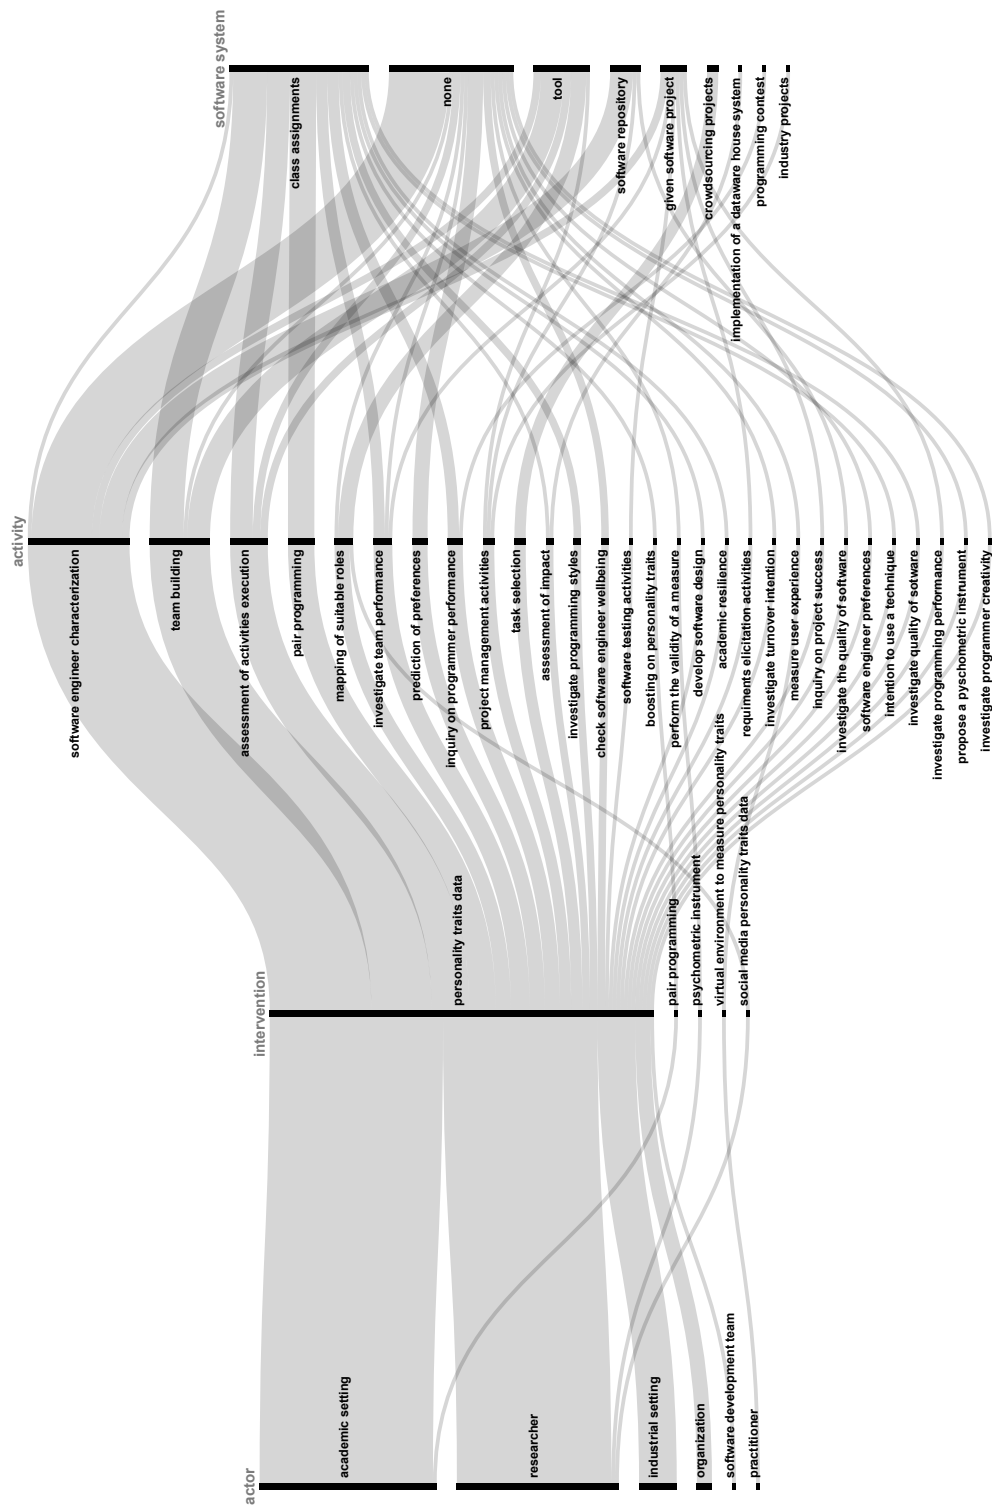 actor
academic setting
researcher
industrial setting
organization
software development team
practitioner
intervention
personality traits data
pair programming
psychometric instrument
virtual environment to measure personality traits
social media personality traits data
activity
software engineer characterization
team building
assessment of activities execution
pair programming
mapping of suitable roles
investigate team performance
prediction of preferences
inquiry on programmer performance
project management activities
task selection
assessment of impact
investigate programming styles
check software engineer wellbeing
software testing activities
boosting on personality traits
perform the validity of a measure
develop software design
academic resilience
requiments elicitation activities
investigate turnover intention
measure user experience
inquiry on project success
investigate the quality of software
software engineer preferences
intention to use a technique
investigate quality of sotware
investigate programming performance
propose a pyschometric instrument
investigate programmer creativity
software system
class assignments
none
tool
software repository
given software project
crowdsourcing projects
implementation of a dataware house system
programming contest
industry projects